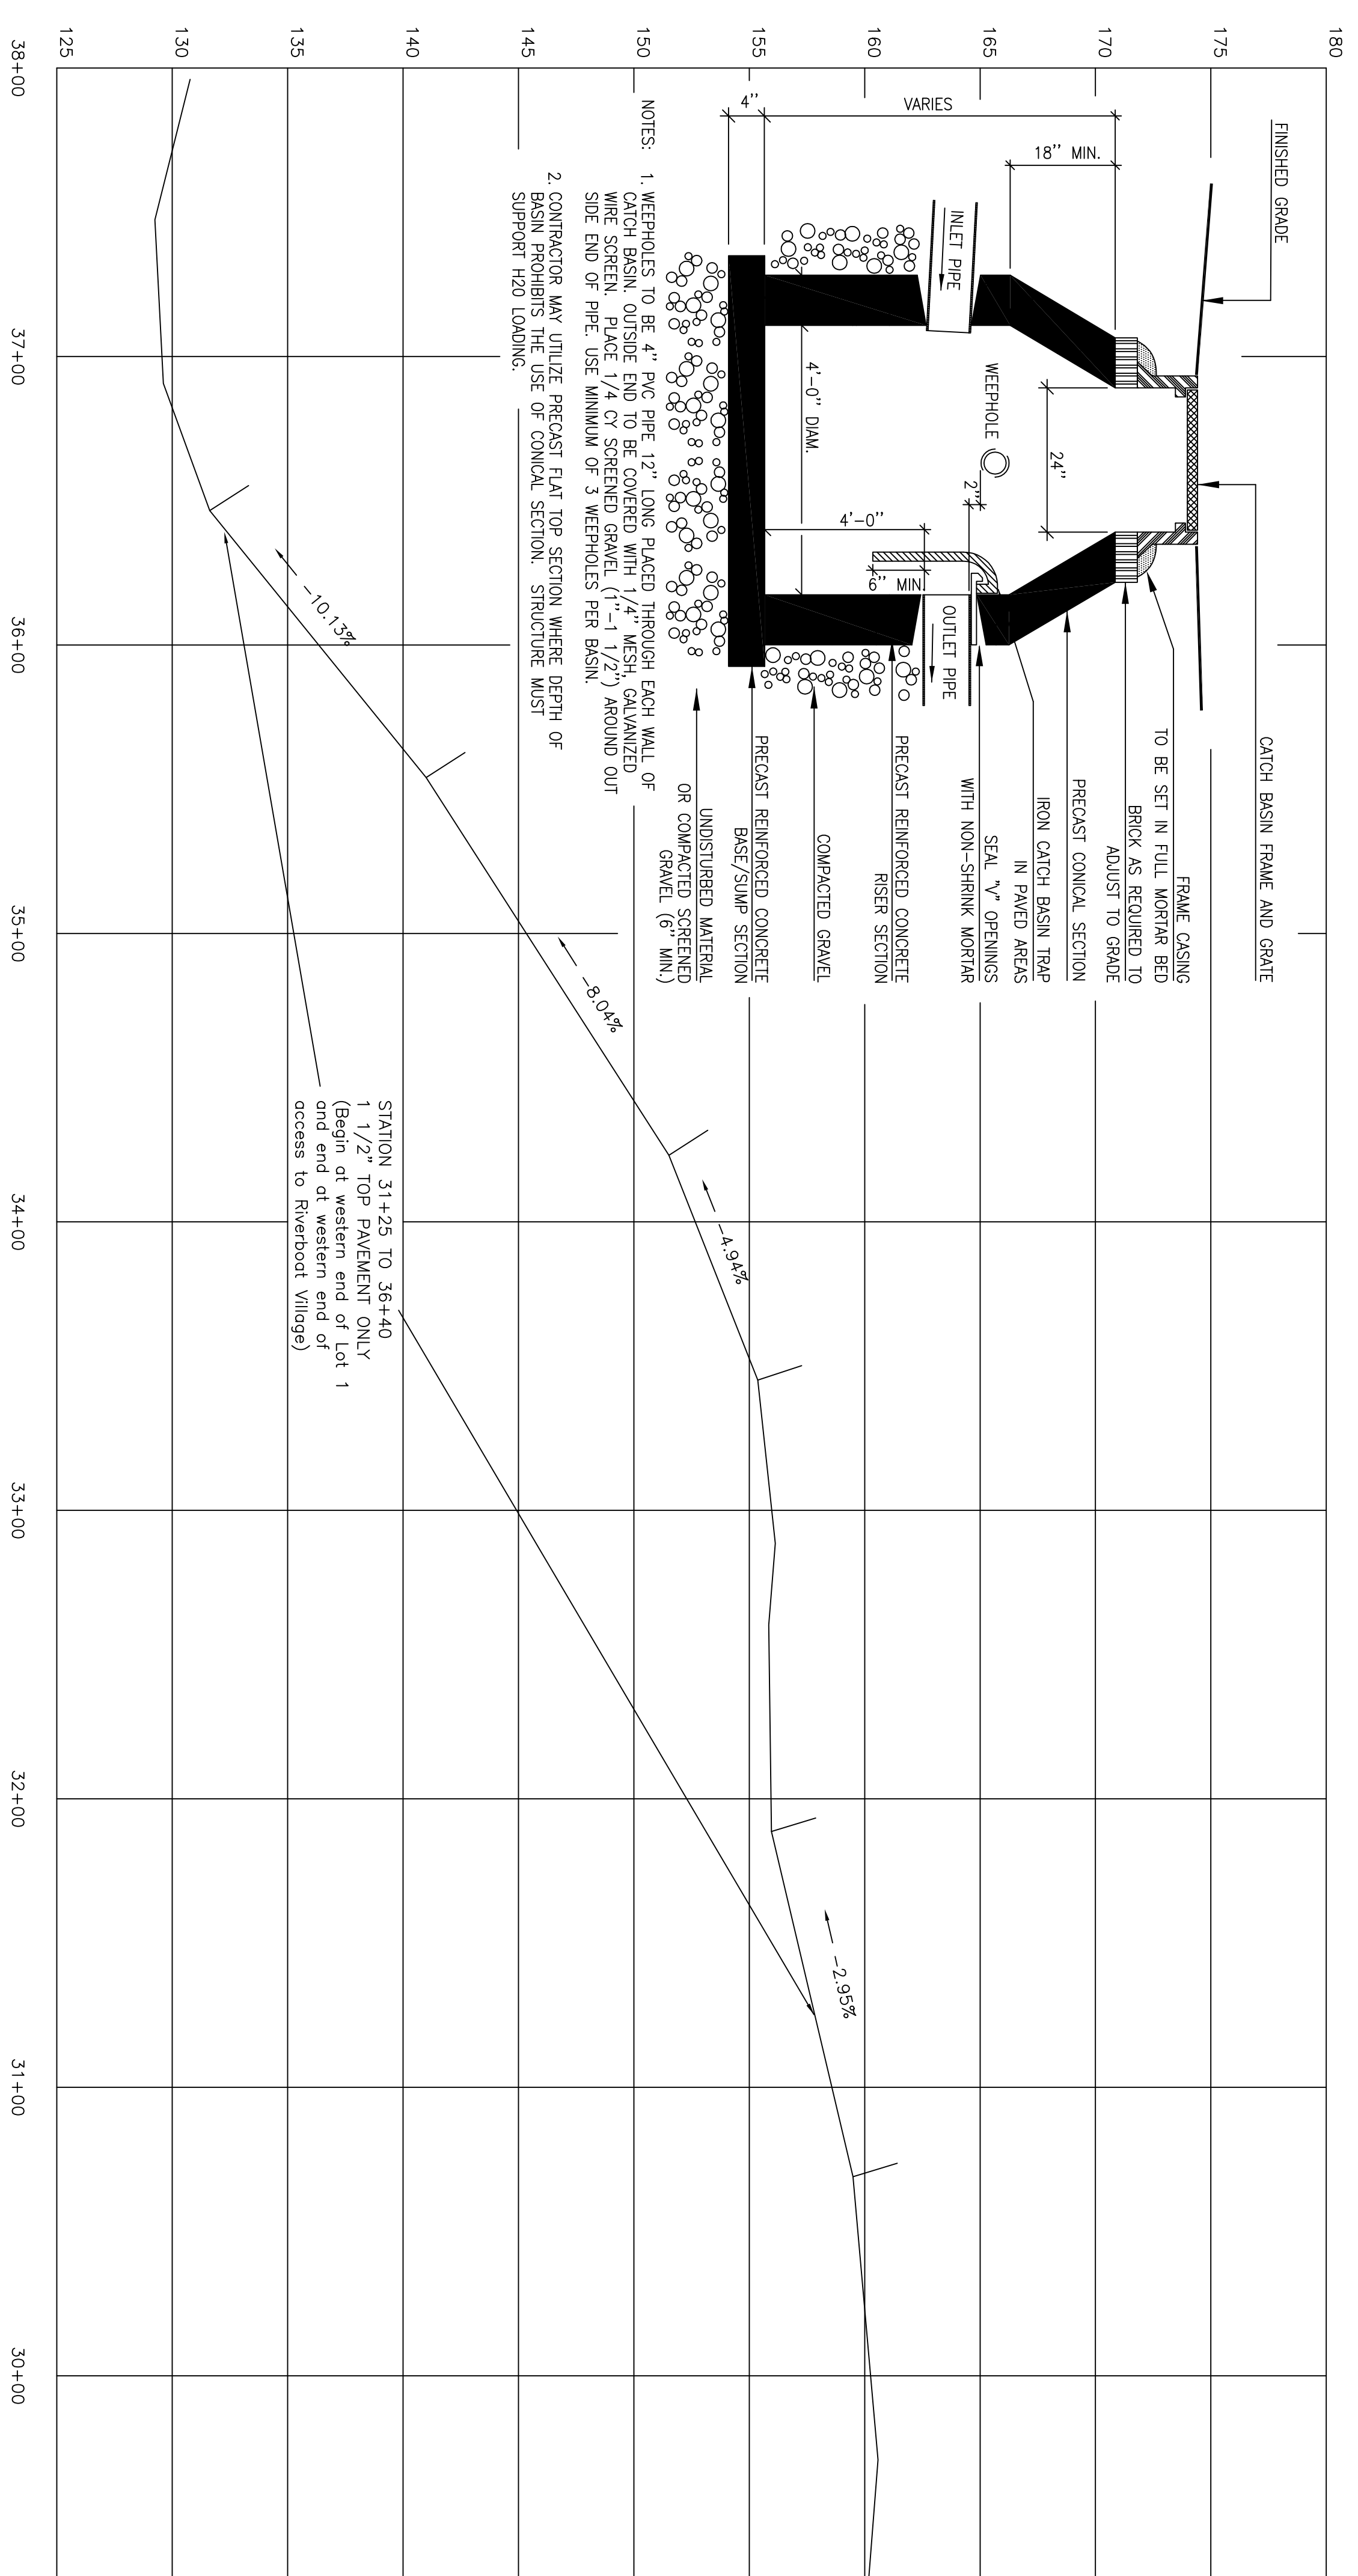 180
175
170
165
160
155
150
145
140
135
130
125
38+00
37+00
36+00
35+00
34+00
33+00
32+00
31+00
30+00
FINISHED GRADE
VARIES
18" MIN.
4"
INLET PIPE
4'-0" DIAM.
WEEPHOLE
24"
2"
4'-0"
6" MIN.
OUTLET PIPE
CATCH BASIN FRAME AND GRATE
FRAME CASING
TO BE SET IN FULL MORTAR BED
BRICK AS REQUIRED TO
ADJUST TO GRADE
PRECAST CONICAL SECTION
IRON CATCH BASIN TRAP
IN PAVED AREAS
SEAL "V" OPENINGS
WITH NON-SHRINK MORTAR
PRECAST REINFORCED CONCRETE
RISER SECTION
COMPACTED GRAVEL
PRECAST REINFORCED CONCRETE
BASE/SUMP SECTION
UNDISTURBED MATERIAL
OR COMPACTED SCREENED
GRAVEL (6" MIN.)
NOTES: 1. WEEPHOLES TO BE 4" PVC PIPE 12" LONG PLACED THROUGH EACH WALL OF
CATCH BASIN. OUTSIDE END TO BE COVERED WITH 1/4" MESH, GALVANIZED
WIRE SCREEN. PLACE 1/4 CY SCREENED GRAVEL (1"-1 1/2") AROUND OUT
SIDE END OF PIPE. USE MINIMUM OF 3 WEEPHOLES PER BASIN.
2. CONTRACTOR MAY UTILIZE PRECAST FLAT TOP SECTION WHERE DEPTH OF
BASIN PROHIBITS THE USE OF CONICAL SECTION. STRUCTURE MUST
SUPPORT H20 LOADING.
-10.13%
-8.04%
-4.94%
-2.95%
STATION 31+25 TO 36+40
1 1/2" TOP PAVEMENT ONLY
(Begin at western end of Lot 1
and end at western end of
access to Riverboat Village)